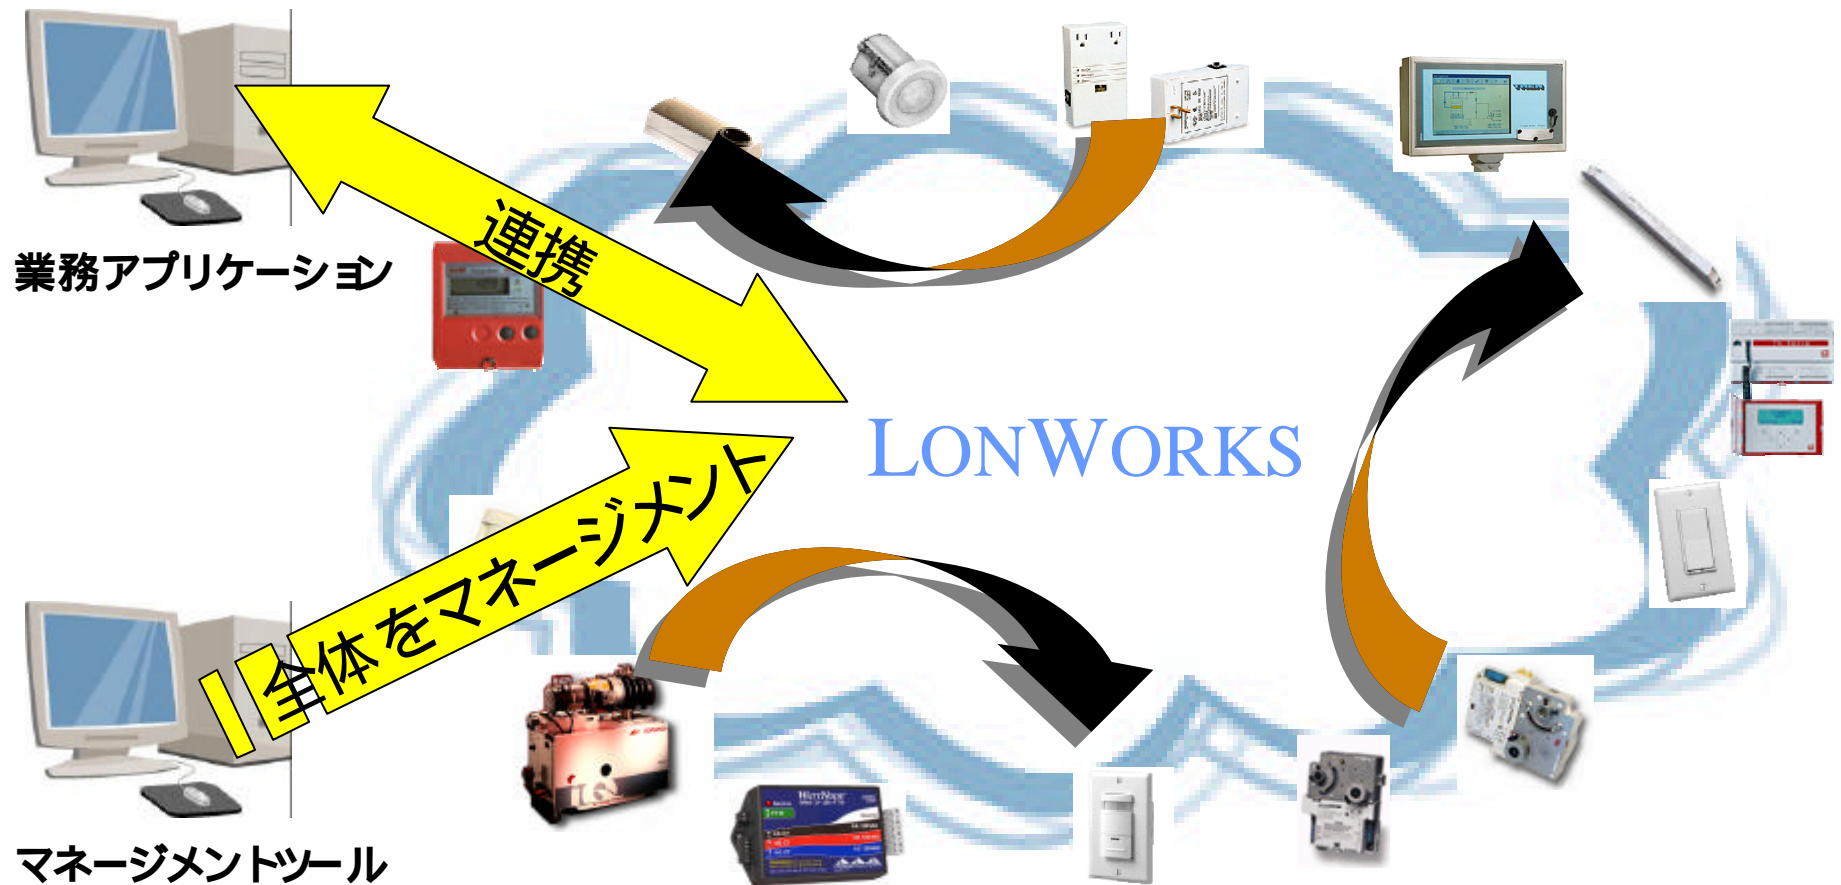 業務アプリケーション
連携
LONWORKS
全体をマネージメント
マネージメントツール
WATTNODE